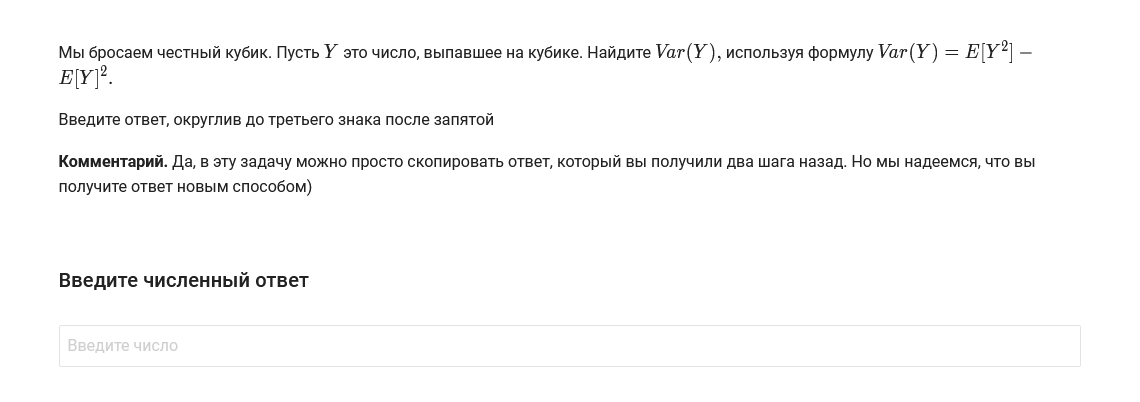 Мы бросаем честный кубик. Пусть Y это число, выпавшее на кубике. Найдите Var(Y), используя формулу Var(Y) = E[Y²] −
E[Y]².
Введите ответ, округлив до третьего знака после запятой
Комментарий. Да, в эту задачу можно просто скопировать ответ, который вы получили два шага назад. Но мы надеемся, что вы
получите ответ новым способом)
Введите численный ответ
Введите число